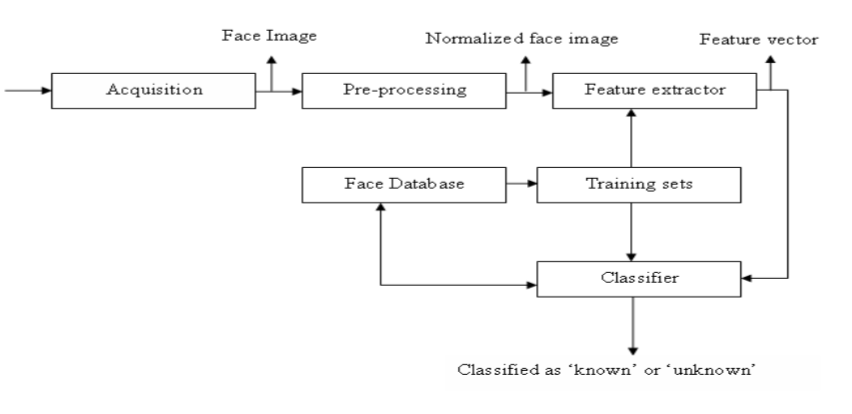 Face Image
Normalized face image
Feature vector
Acquisition
Pre-processing
Feature extractor
Face Database
Training sets
Classifier
Classified as ‘known’ or ‘unknown’